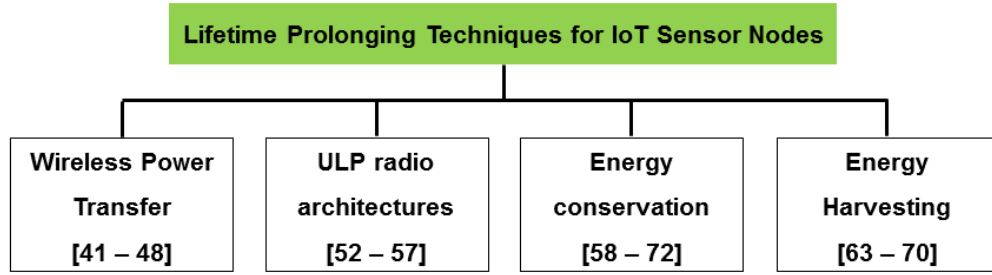 Lifetime Prolonging Techniques for IoT Sensor Nodes
Wireless Power
Transfer
[41 – 48]
ULP radio
architectures
[52 – 57]
Energy
conservation
[58 – 72]
Energy
Harvesting
[63 – 70]